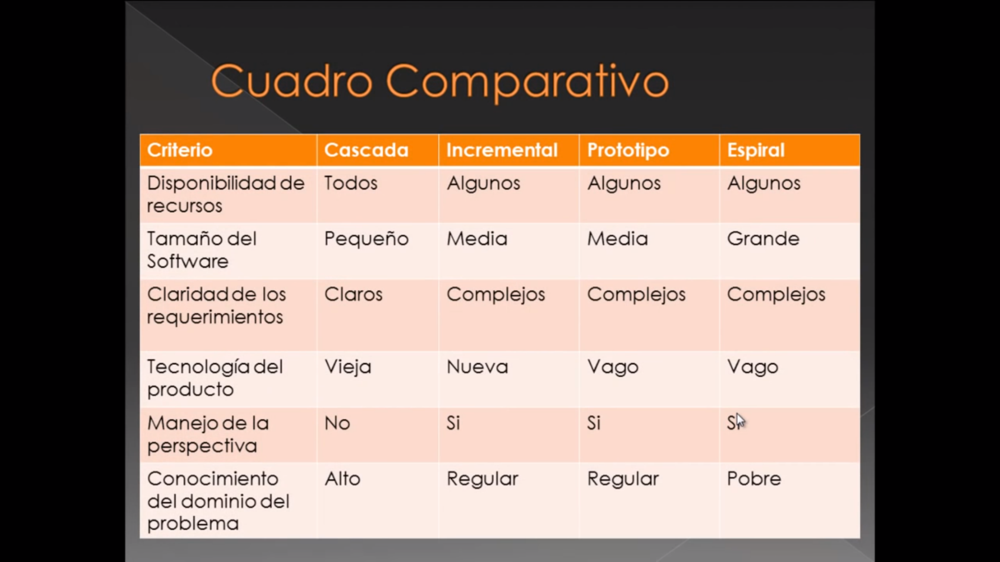 Cuadro Comparativo
Criterio Cascada Incremental Prototipo Espiral
Disponibilidad de Todos Algunos Algunos Algunos
recursos
Tamaño del Pequeño Media Media Grande
Software
Claridad de los Claros Complejos Complejos Complejos
requerimientos
Tecnología del Vieja Nueva Vago Vago
producto
Manejo de la No Si Si Si
perspectiva
Conocimiento Alto Regular Regular Pobre
del dominio del
problema